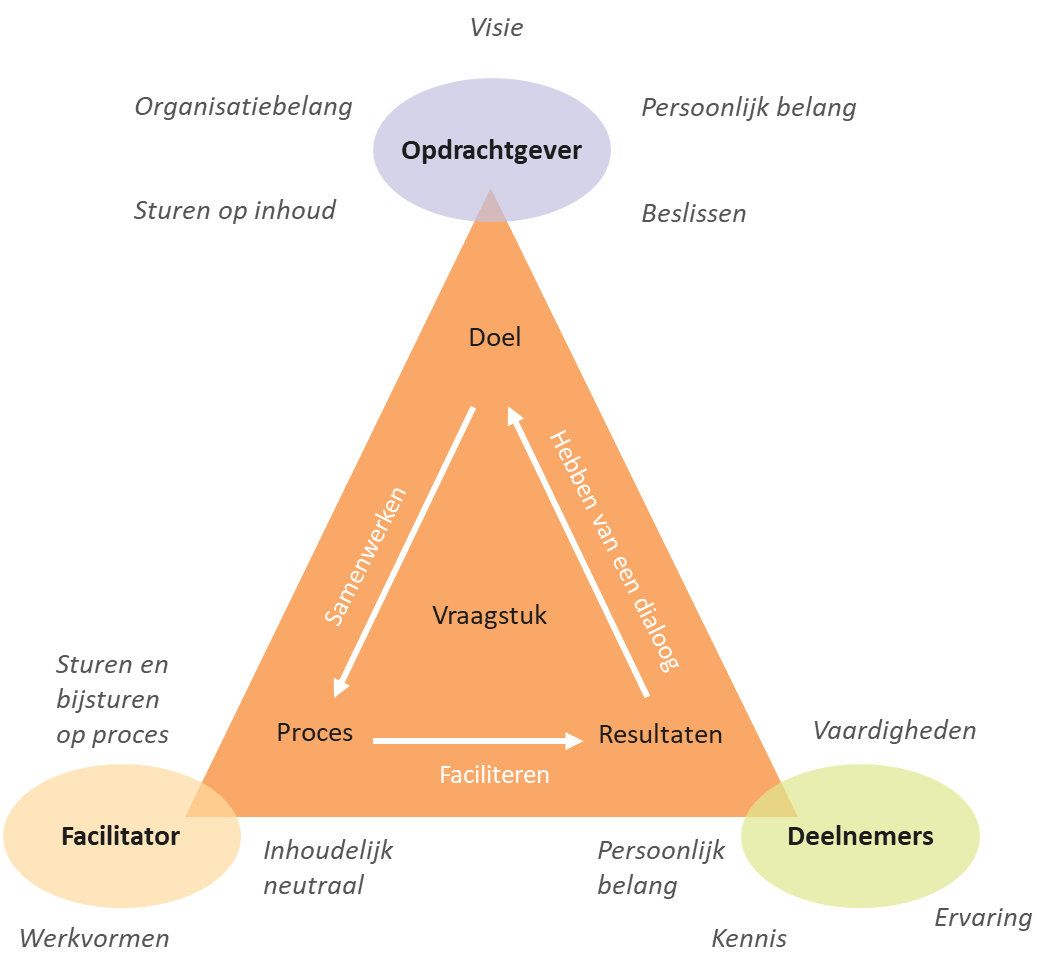 Visie
Organisatiebelang
Persoonlijk belang
Opdrachtgever
Sturen op inhoud
Beslissen
Doel
Samenwerken
Hebben van een dialoog
Vraagstuk
Sturen en
bijsturen
op proces
Proces
Resultaten
Vaardigheden
Faciliteren
Facilitator
Deelnemers
Inhoudelijk
neutraal
Persoonlijk
belang
Ervaring
Werkvormen
Kennis